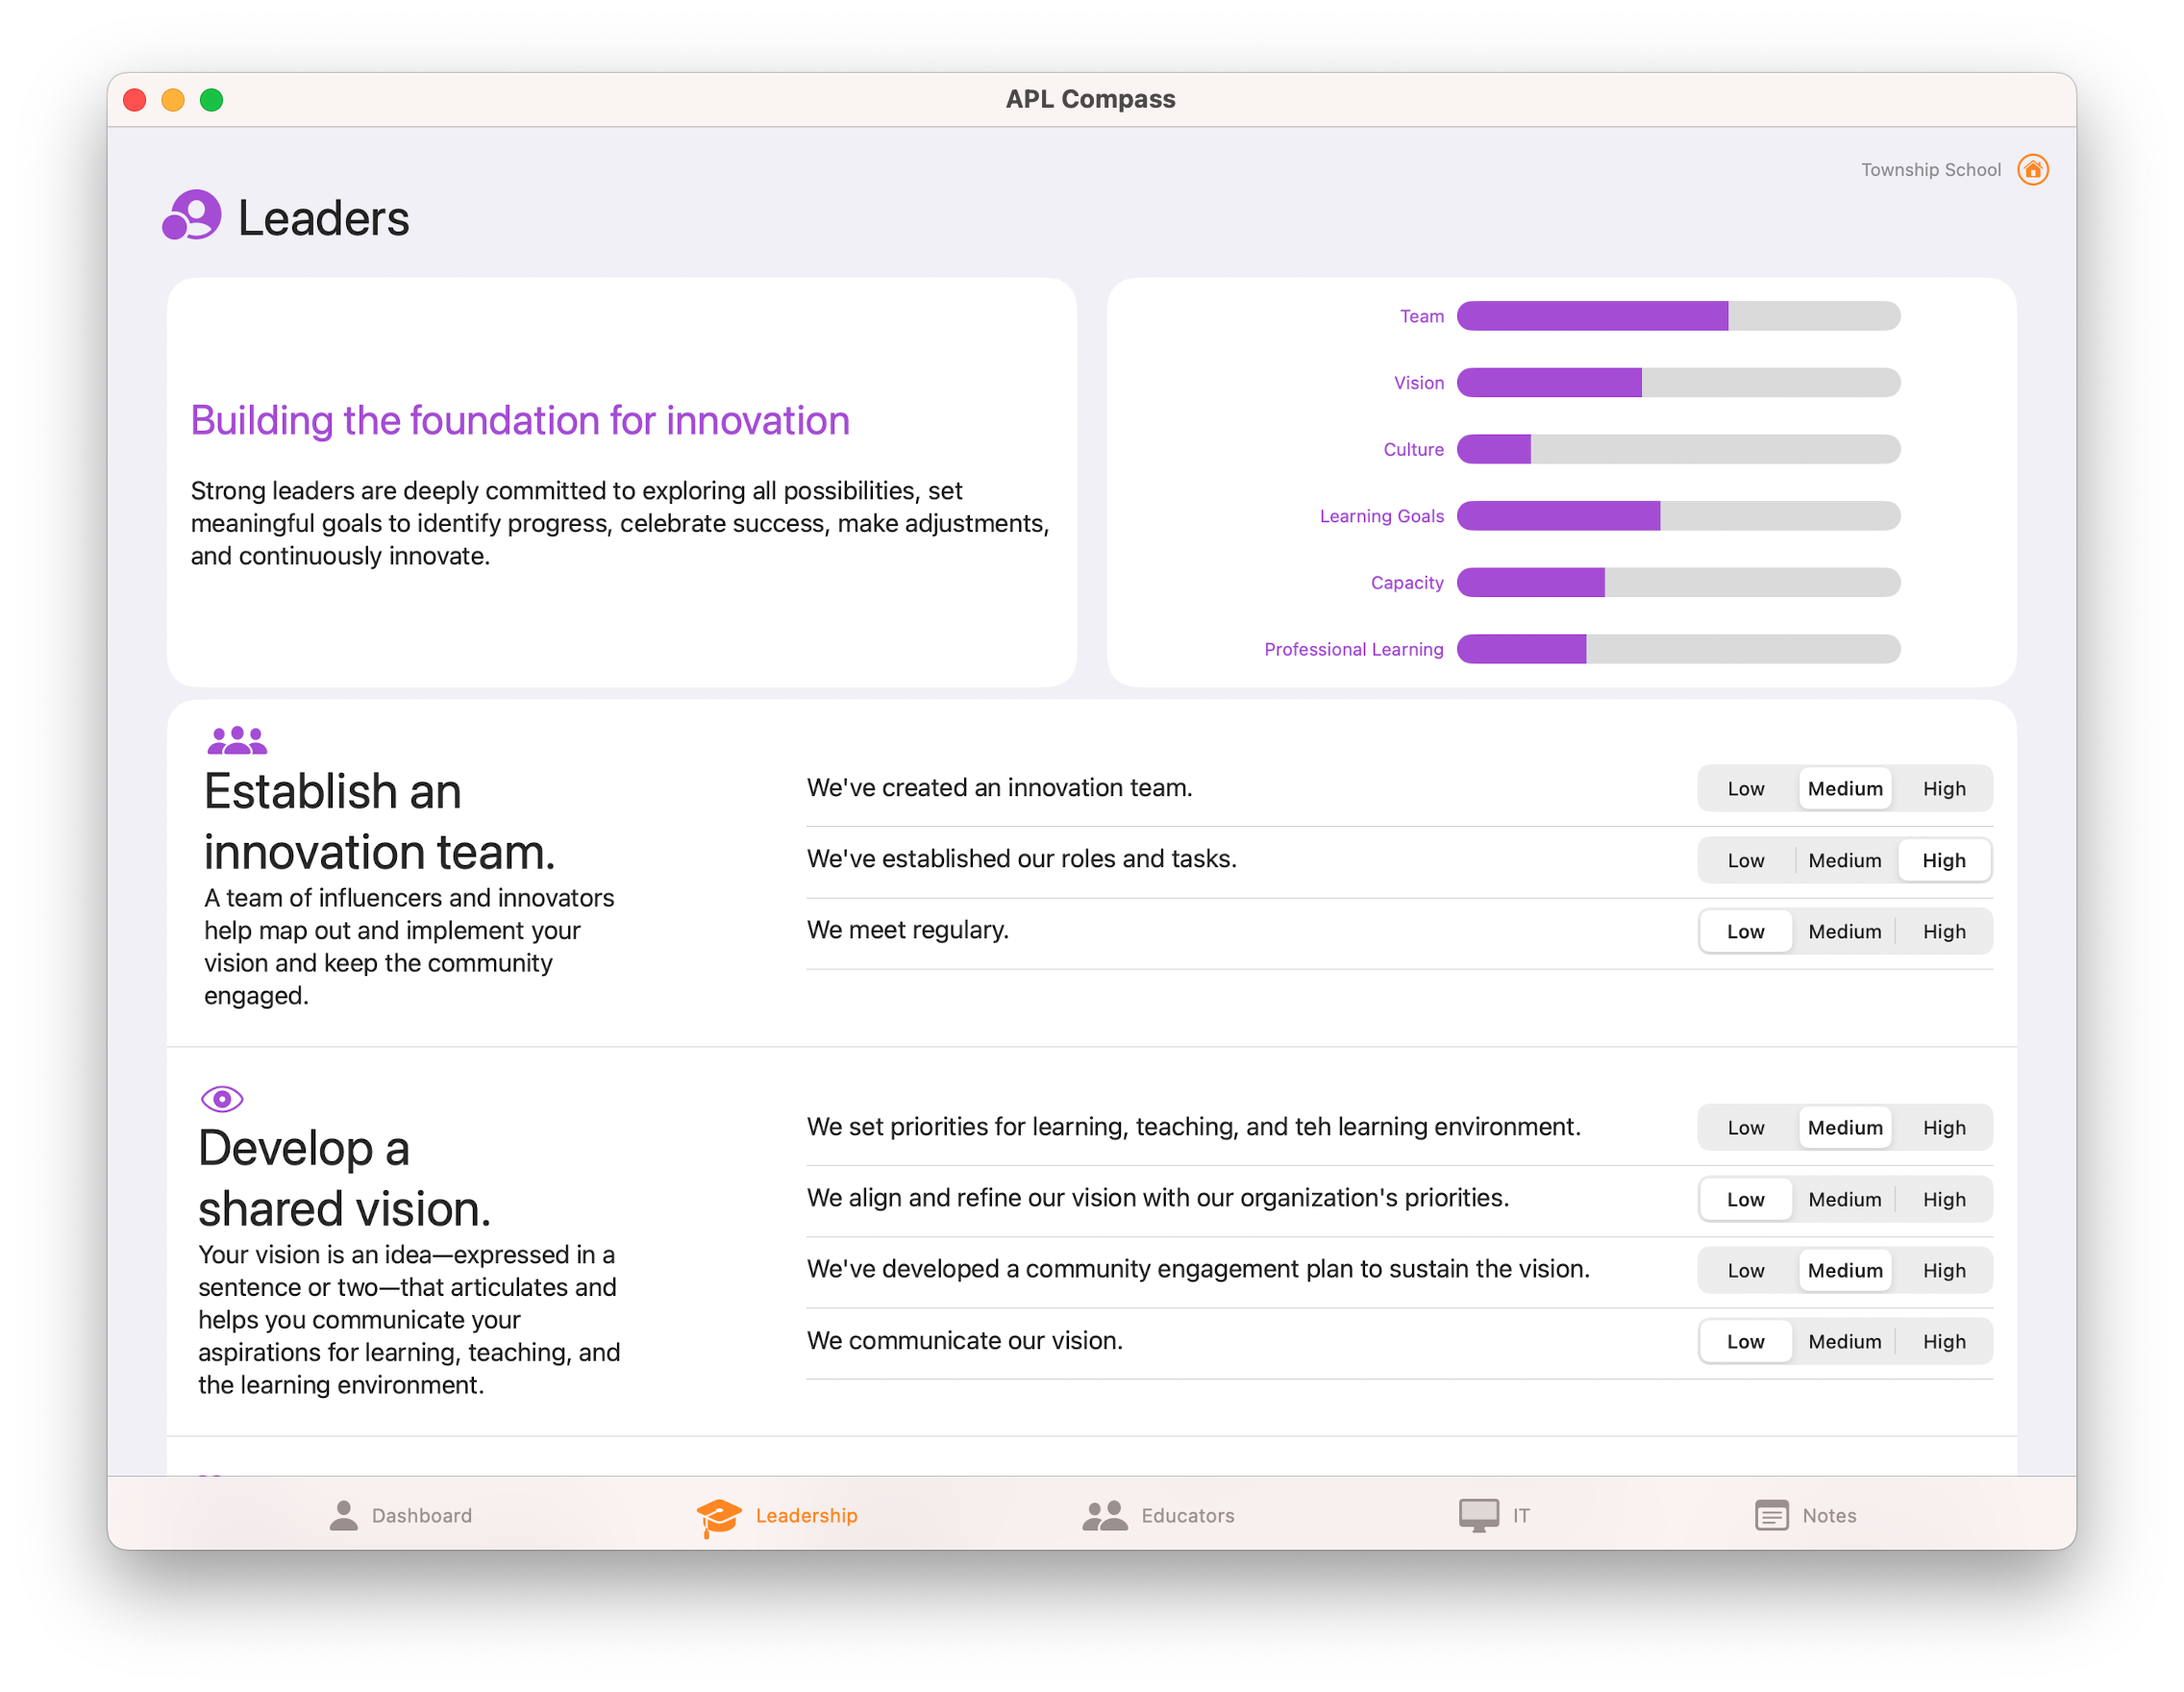 APL Compass
Township School
Leaders
Building the foundation for innovation
Strong leaders are deeply committed to exploring all possibilities, set
meaningful goals to identify progress, celebrate success, make adjustments,
and continuously innovate.
Team
Vision
Culture
Learning Goals
Capacity
Professional Learning
Establish an
innovation team.
A team of influencers and innovators
help map out and implement your
vision and keep the community
engaged.
We've created an innovation team.
Low Medium High
We've established our roles and tasks.
Low Medium High
We meet regulary.
Low Medium High
Develop a
shared vision.
Your vision is an idea—expressed in a
sentence or two—that articulates and
helps you communicate your
aspirations for learning, teaching, and
the learning environment.
We set priorities for learning, teaching, and teh learning environment.
Low Medium High
We align and refine our vision with our organization's priorities.
Low Medium High
We've developed a community engagement plan to sustain the vision.
Low Medium High
We communicate our vision.
Low Medium High
Dashboard
Leadership
Educators
IT
Notes